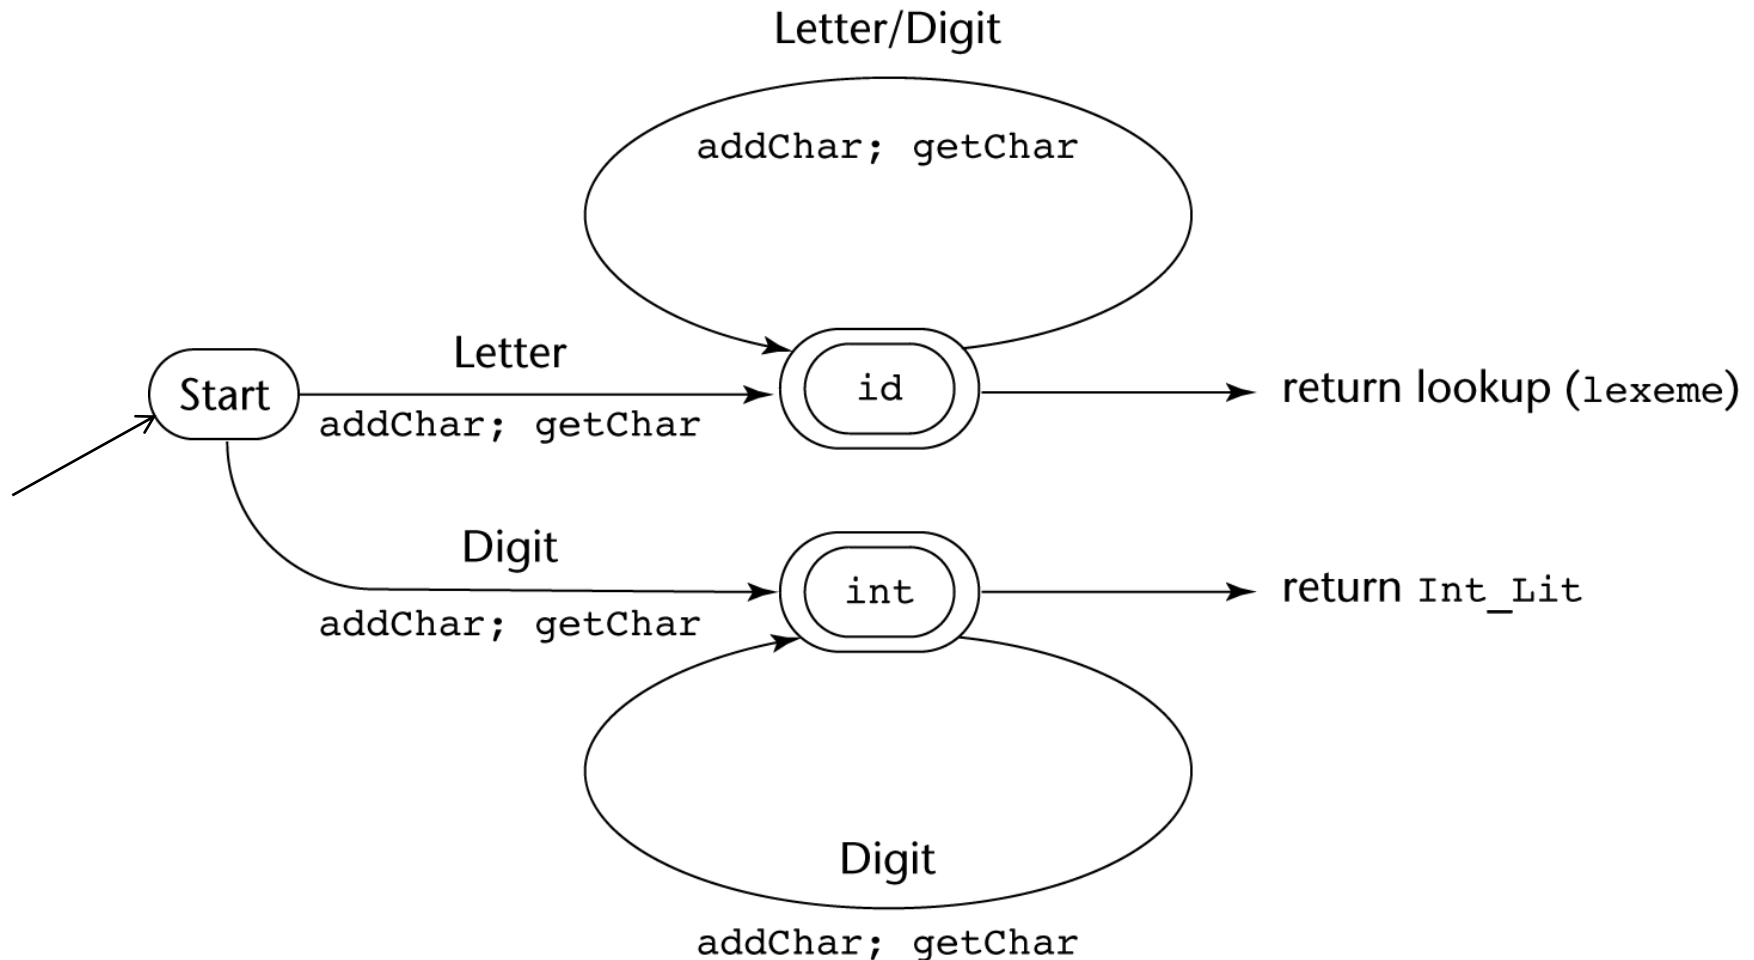 Letter/Digit
addChar; getChar
Letter
Start
id
return lookup (lexeme)
addChar; getChar
Digit
int
return Int_Lit
addChar; getChar
Digit
addChar; getChar